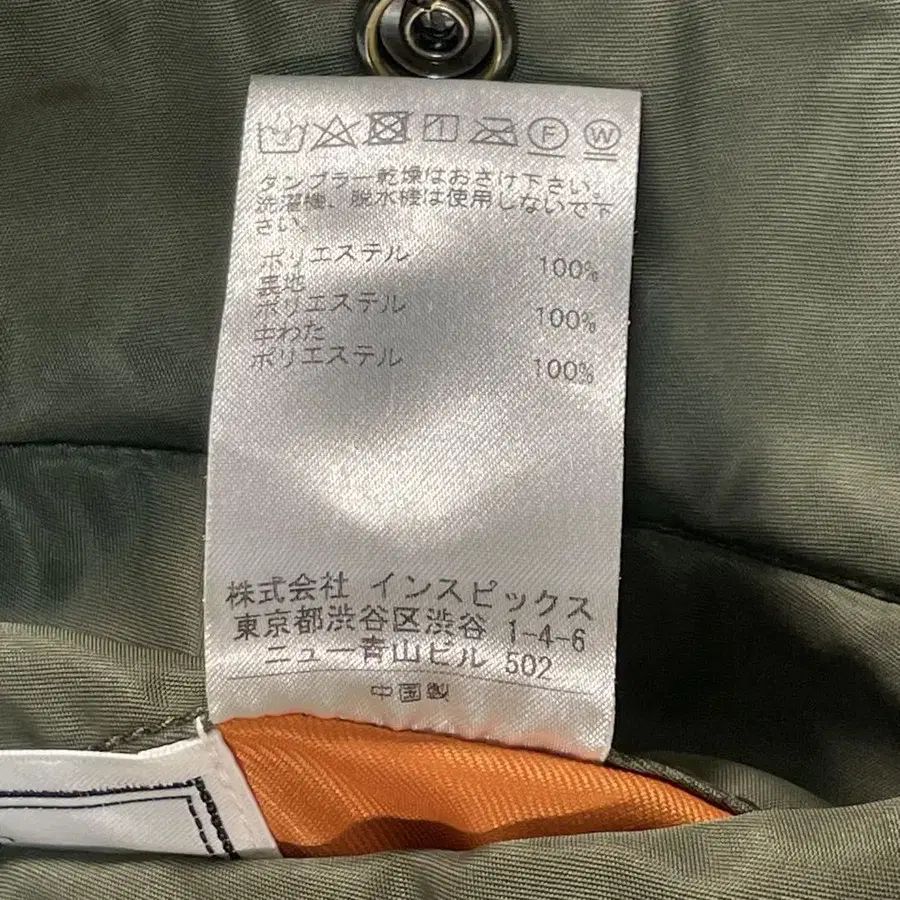 F W
タンブラー乾燥はおさけ下さい。
洗濯機、脱水機は使用しないで下
さい。
ポリエステル 100%
裏地
ポリエステル 100%
中わた
ポリエステル 100%
株式会社 インスピックス
東京都渋谷区渋谷 1-4-6
ニュー青山ビル 502
中国製